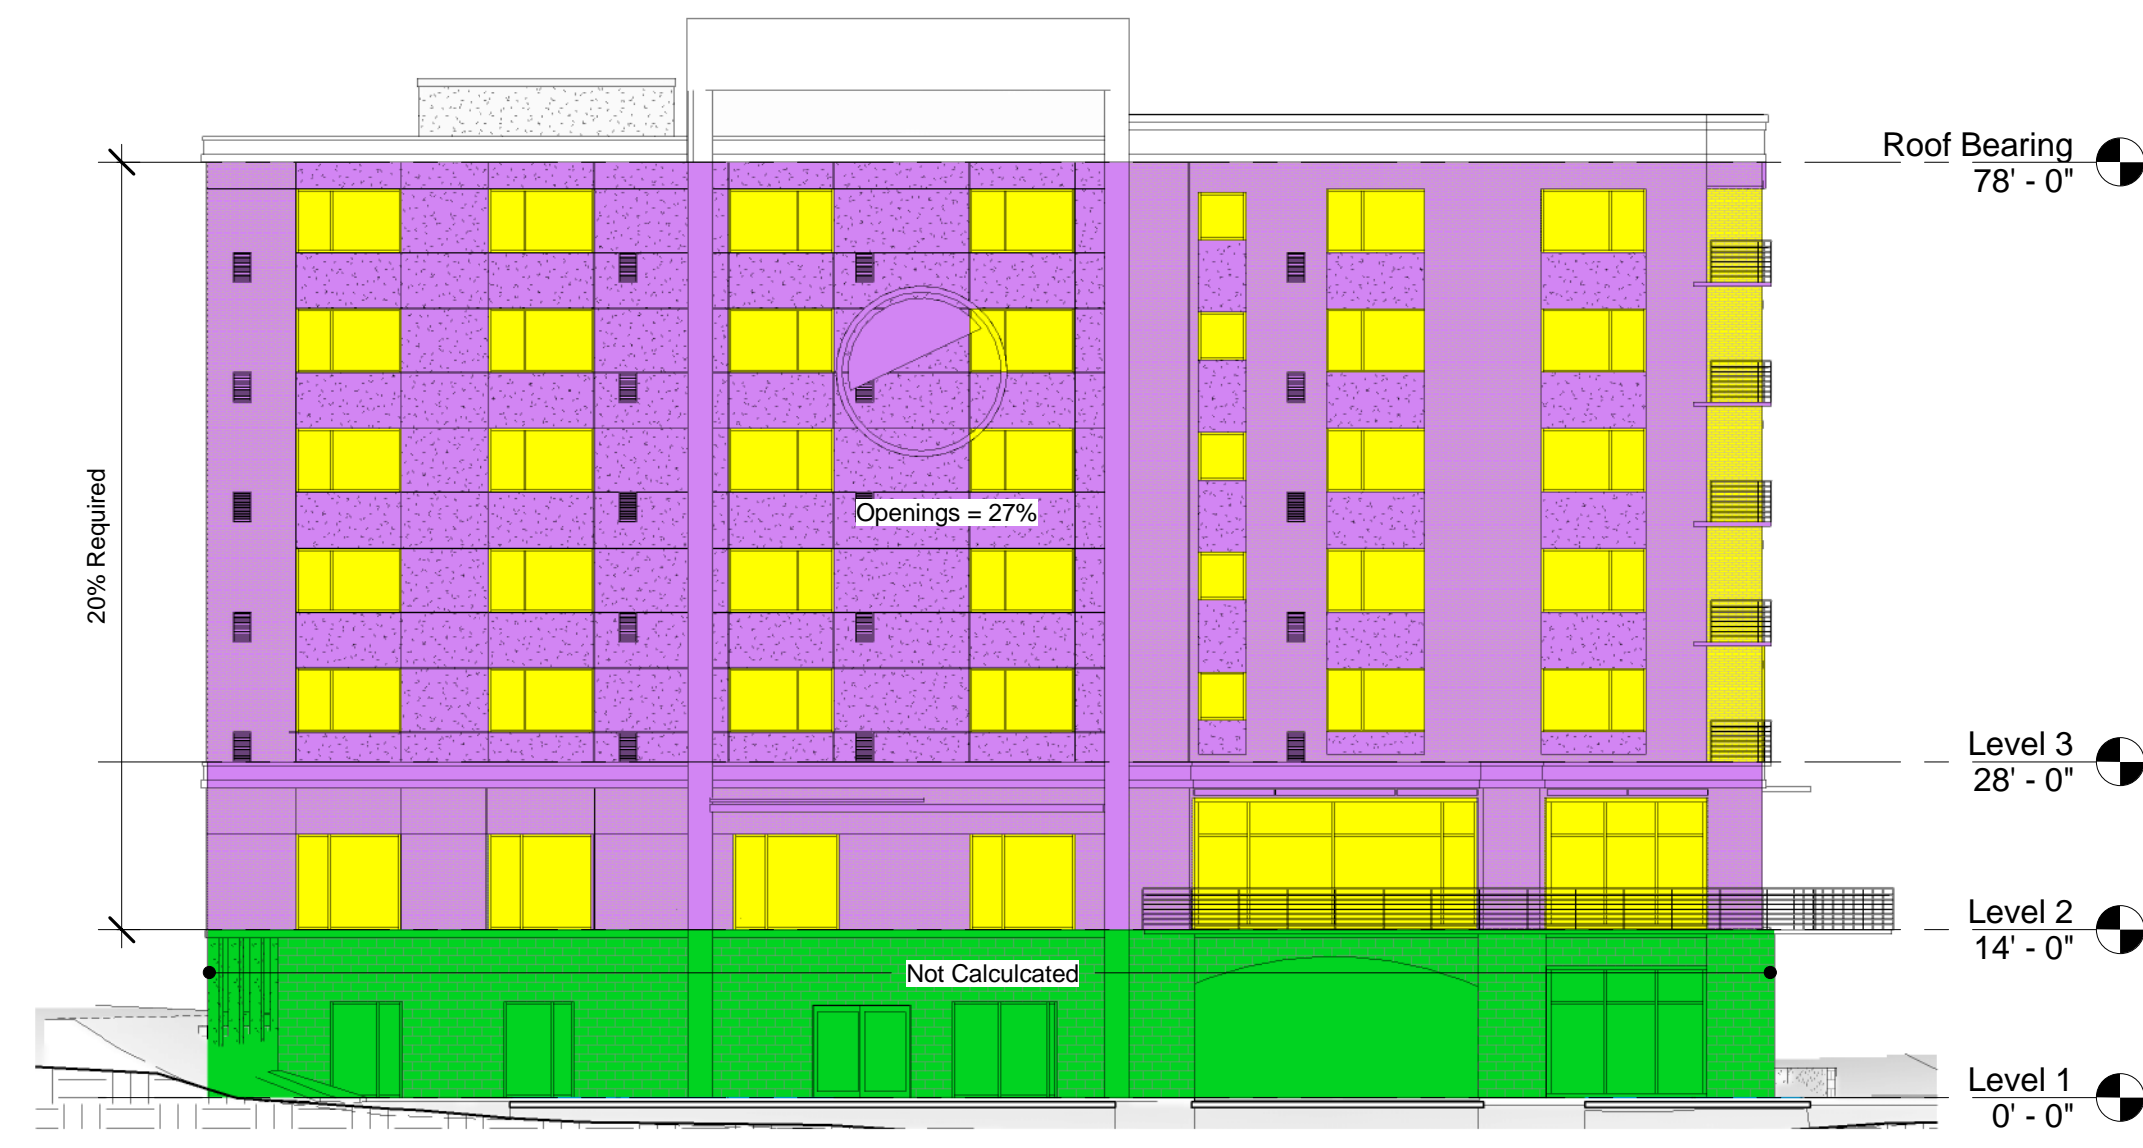 Roof Bearing
78' - 0"
20% Required
Openings = 27%
Level 3
28' - 0"
Level 2
14' - 0"
Not Calculcated
Level 1
0' - 0"